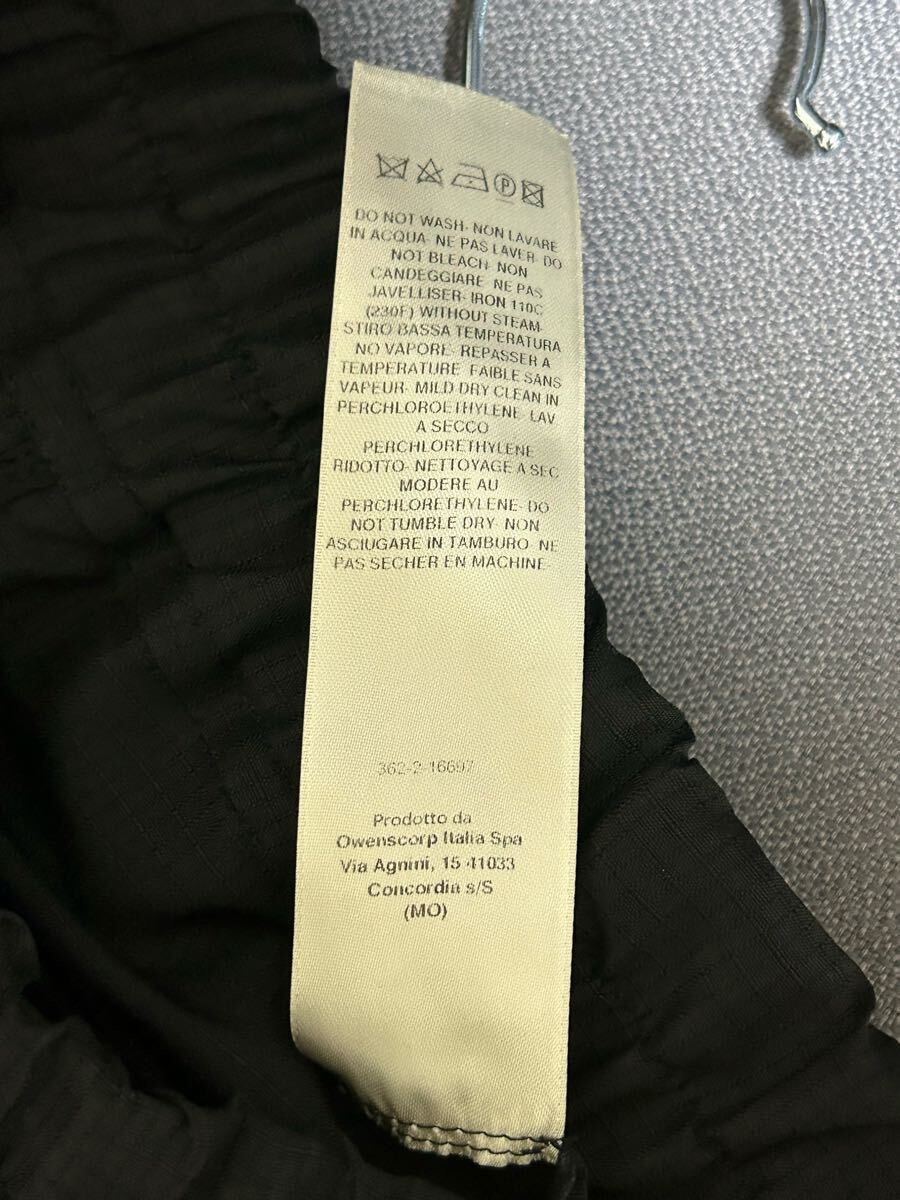 P
DO NOT WASH- NON LAVARE
IN ACQUA- NE PAS LAVER- DO
NOT BLEACH- NON
CANDEGGIARE- NE PAS
JAVELLISER- IRON 110C
(230F) WITHOUT STEAM-
STIRO BASSA TEMPERATURA
NO VAPORE- REPASSER A
TEMPERATURE FAIBLE SANS
VAPEUR- MILD DRY CLEAN IN
PERCHLOROETHYLENE- LAV
A SECCO
PERCHLORETHYLENE
RIDOTTO- NETTOYAGE A SEC
MODERE AU
PERCHLORETHYLENE- DO
NOT TUMBLE DRY- NON
ASCIUGARE IN TAMBURO- NE
PAS SECHER EN MACHINE-
362-2-16697
Prodotto da
Owenscorp Italia Spa
Via Agnini, 15 41033
Concordia s/S
(MO)